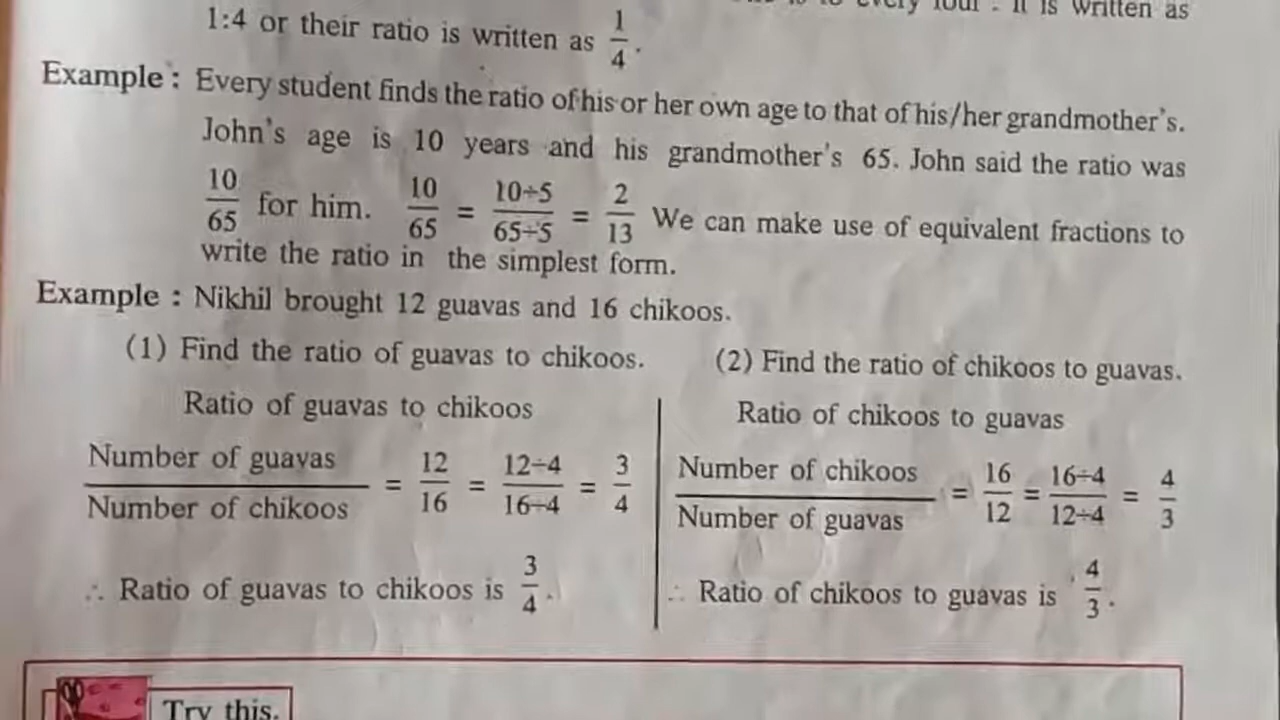 every four . It is written as
1:4 or their ratio is written as 1/4.
Example : Every student finds the ratio of his or her own age to that of his/her grandmother's.
John's age is 10 years and his grandmother's 65. John said the ratio was
10/65 for him. 10/65 = 10÷5/65÷5 = 2/13 We can make use of equivalent fractions to
write the ratio in the simplest form.
Example : Nikhil brought 12 guavas and 16 chikoos.
(1) Find the ratio of guavas to chikoos.
Ratio of guavas to chikoos
Number of guavas/Number of chikoos = 12/16 = 12÷4/16÷4 = 3/4
∴ Ratio of guavas to chikoos is 3/4.
(2) Find the ratio of chikoos to guavas.
Ratio of chikoos to guavas
Number of chikoos/Number of guavas = 16/12 = 16÷4/12÷4 = 4/3
∴ Ratio of chikoos to guavas is 4/3.
Try this.